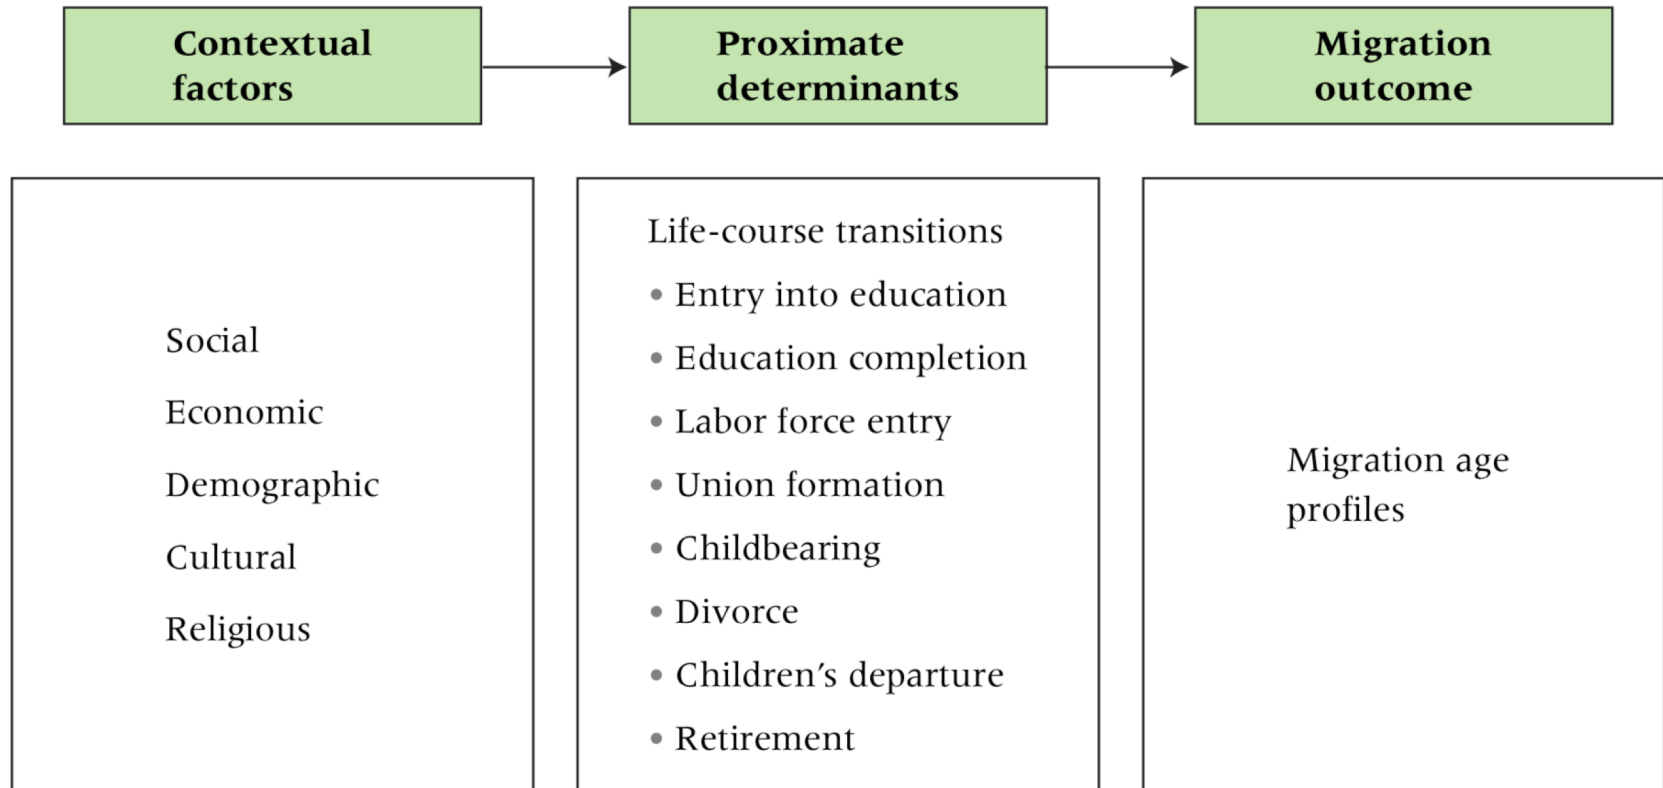 Contextual
factors
Proximate
determinants
Migration
outcome
Social
Economic
Demographic
Cultural
Religious
Life-course transitions
• Entry into education
• Education completion
• Labor force entry
• Union formation
• Childbearing
• Divorce
• Children’s departure
• Retirement
Migration age
profiles